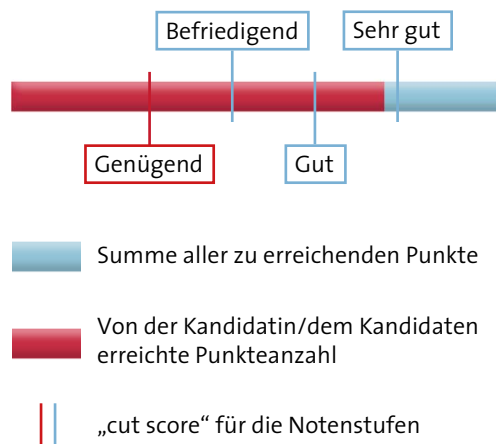 Befriedigend
Sehr gut
Genügend
Gut
Summe aller zu erreichenden Punkte
Von der Kandidatin/dem Kandidaten
erreichte Punkteanzahl
„cut score“ für die Notenstufen